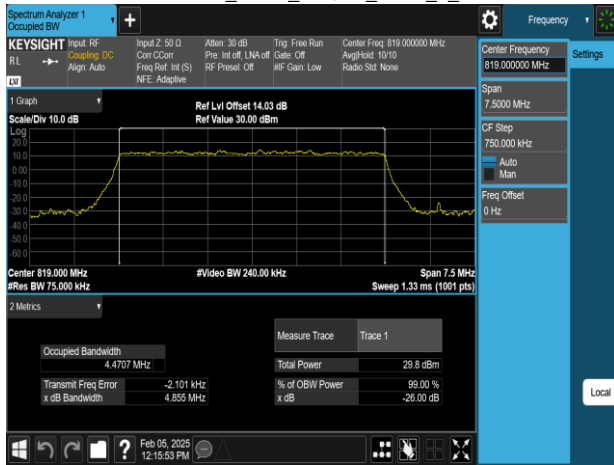 Spectrum Analyzer 1
Occupied BW
+
Frequency
KEYSIGHT
Input: RF
Coupling: DC
Align: Auto
RL
LXI
Input Z: 50 Ω
Corr CCorr
Freq Ref: Int (S)
NFE: Adaptive
Atten: 30 dB
Pre: Int off, LNA off
RF Preset: Off
Trig: Free Run
Gate: Off
#IF Gain: Low
Center Freq: 819.000000 MHz
Avg|Hold: 10/10
Radio Std: None
Center Frequency
819.000000 MHz
Settings
Span
7.5000 MHz
CF Step
750.000 kHz
Auto
Man
Freq Offset
0 Hz
Local
1 Graph
Scale/Div 10.0 dB
Ref Lvl Offset 14.03 dB
Ref Value 30.00 dBm
Log
20.0
10.0
0.00
-10.0
-20.0
-30.0
-40.0
-50.0
-60.0
Center 819.000 MHz
#Video BW 240.00 kHz
Span 7.5 MHz
#Res BW 75.000 kHz
Sweep 1.33 ms (1001 pts)
2 Metrics
Measure Trace
Trace 1
Occupied Bandwidth
4.4707 MHz
Total Power
29.8 dBm
Transmit Freq Error
-2.101 kHz
% of OBW Power
99.00 %
x dB Bandwidth
4.855 MHz
x dB
-26.00 dB
?
Feb 05, 2025
12:15:53 PM